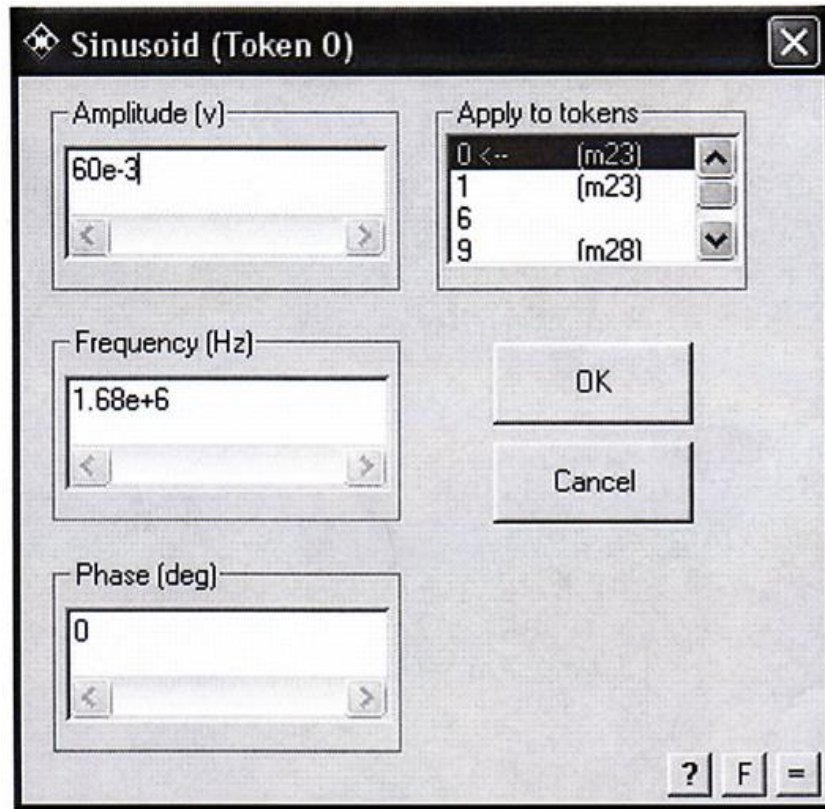 Sinusoid (Token 0)
Amplitude (v)
60e-3
Apply to tokens
0 <-- (m23)
1 (m23)
6
9 (m28)
Frequency (Hz)
1.68e+6
OK
Cancel
Phase (deg)
0
? F =